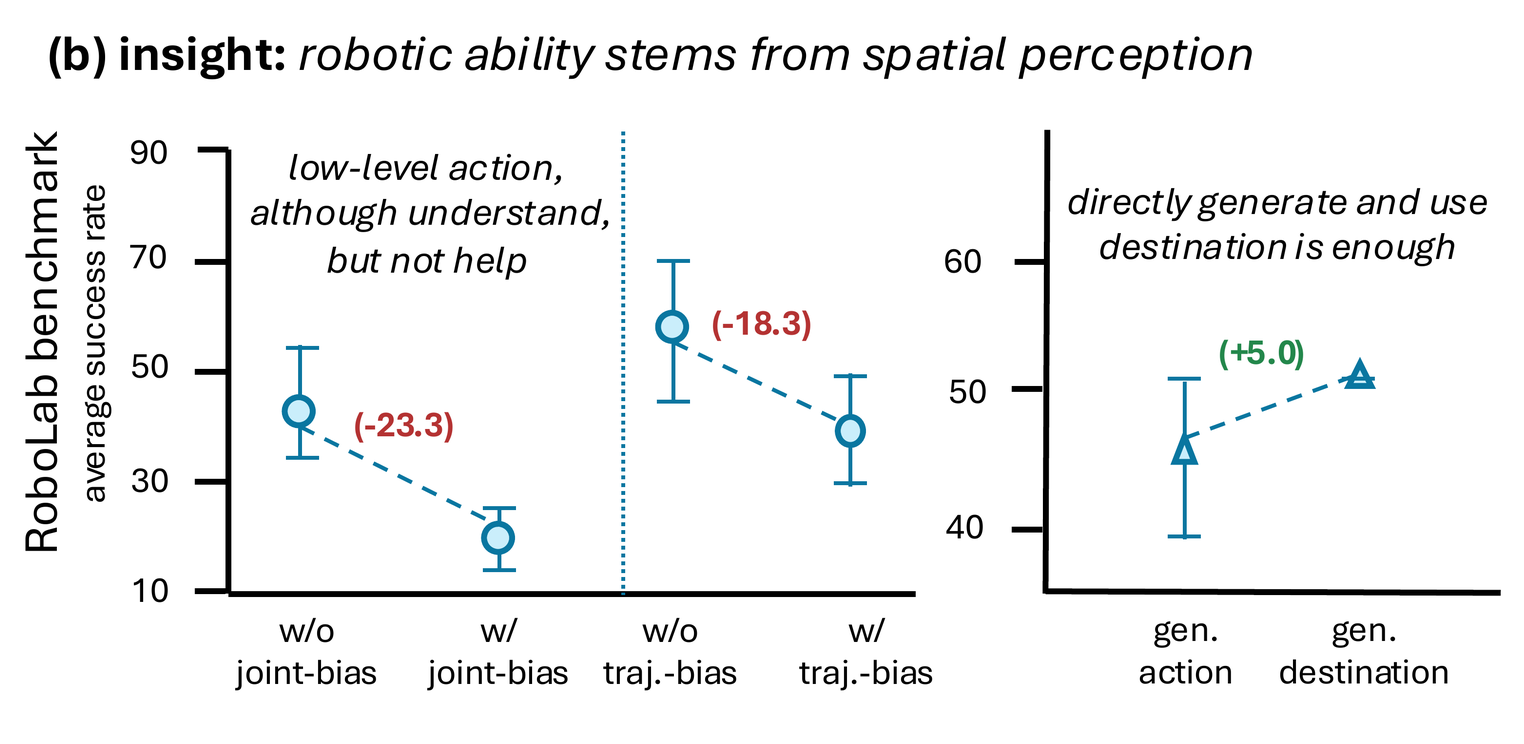 (b) insight: robotic ability stems from spatial perception
RoboLab benchmark
average success rate
90
70
50
30
10
low-level action,
although understand,
but not help
(-23.3)
(-18.3)
w/o
joint-bias
w/
joint-bias
w/o
traj.-bias
w/
traj.-bias
60
50
40
directly generate and use
destination is enough
(+5.0)
gen.
action
gen.
destination